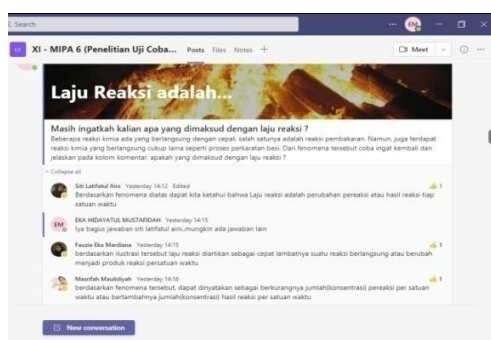 Search
EM
XI - MIPA 6 (Penelitian Uji Coba... Posts Files Notes +
Meet
Laju Reaksi adalah...
Masih ingatkah kalian apa yang dimaksud dengan laju reaksi ?
Beberapa reaksi kimia ada yang berlangsung dengan cepat, salah satunya adalah reaksi pembakaran. Namun, juga terdapat
reaksi kimia yang berlangsung cukup lama seperti proses perkaratan besi. Dari fenomena tersebut coba ingat kembali dan
jelaskan pada kolom komentar, apakah yang dimaksud dengan laju reaksi ?
Collapse all
Siti Latifatul Aini Yesterday 14:12 Edited 1
Berdasarkan fenomena diatas dapat kita ketahui bahwa Laju reaksi adalah perubahan pereaksi atau hasil reaksi tiap
satuan waktu
EM EKA HIDAYATUL MUSTAFIDAH Yesterday 14:15
Iya bagus jawaban siti latifatul aini..mungkin ada jawaban lain
Fauzia Eka Mardiana Yesterday 14:15 1
berdasarkan ilustrasi tersebut laju reaksi diartikan sebagai cepat lambatnya suatu reaksi berlangsung atau berubah
menjadi produk reaksi persatuan waktu
Masrifah Maulidiyah Yesterday 14:16 1
berdasarkan fenomena tersebut, dapat dinyatakan sebagai berkurangnya jumlah(konsentrasi) pereaksi per satuan
waktu atau bertambahnya jumlah(konsentrasi) hasil reaksi per satuan waktu
New conversation